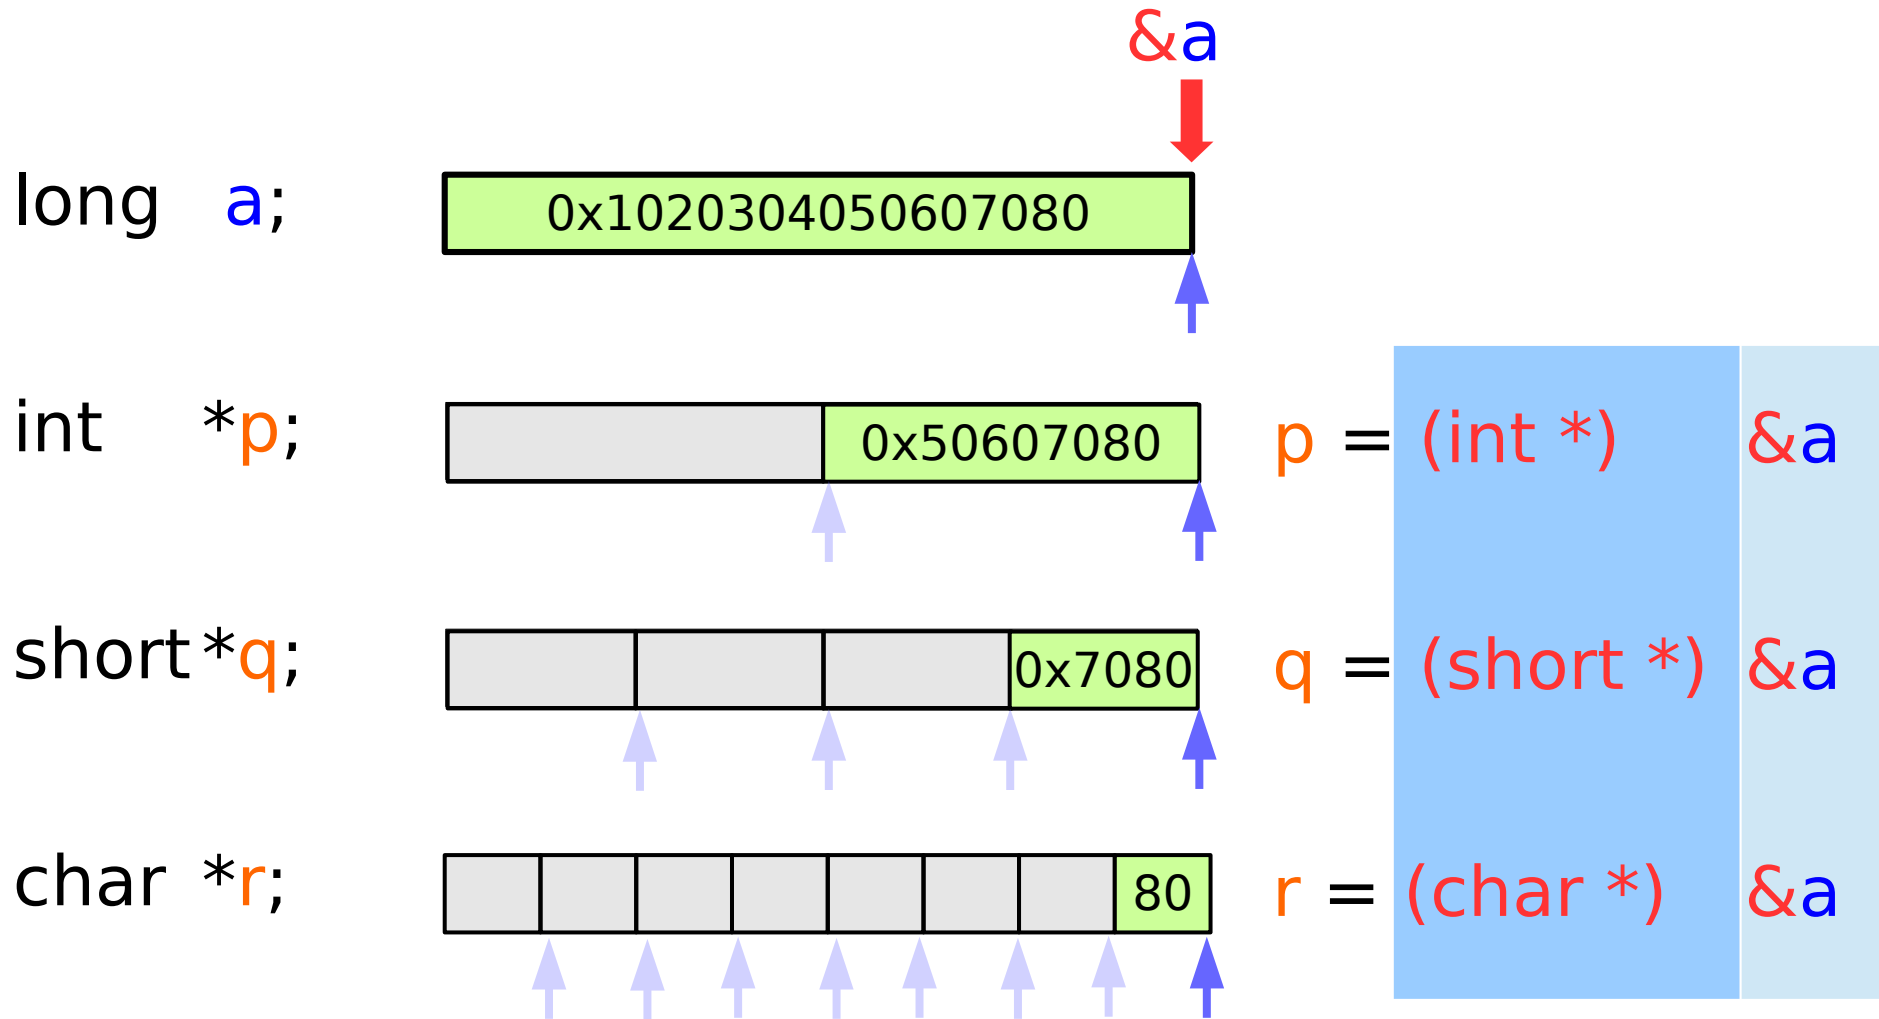 &a
long a; 0x1020304050607080
int *p; 0x50607080 p = (int *) &a
short *q; 0x7080 q = (short *) &a
char *r; 80 r = (char *) &a